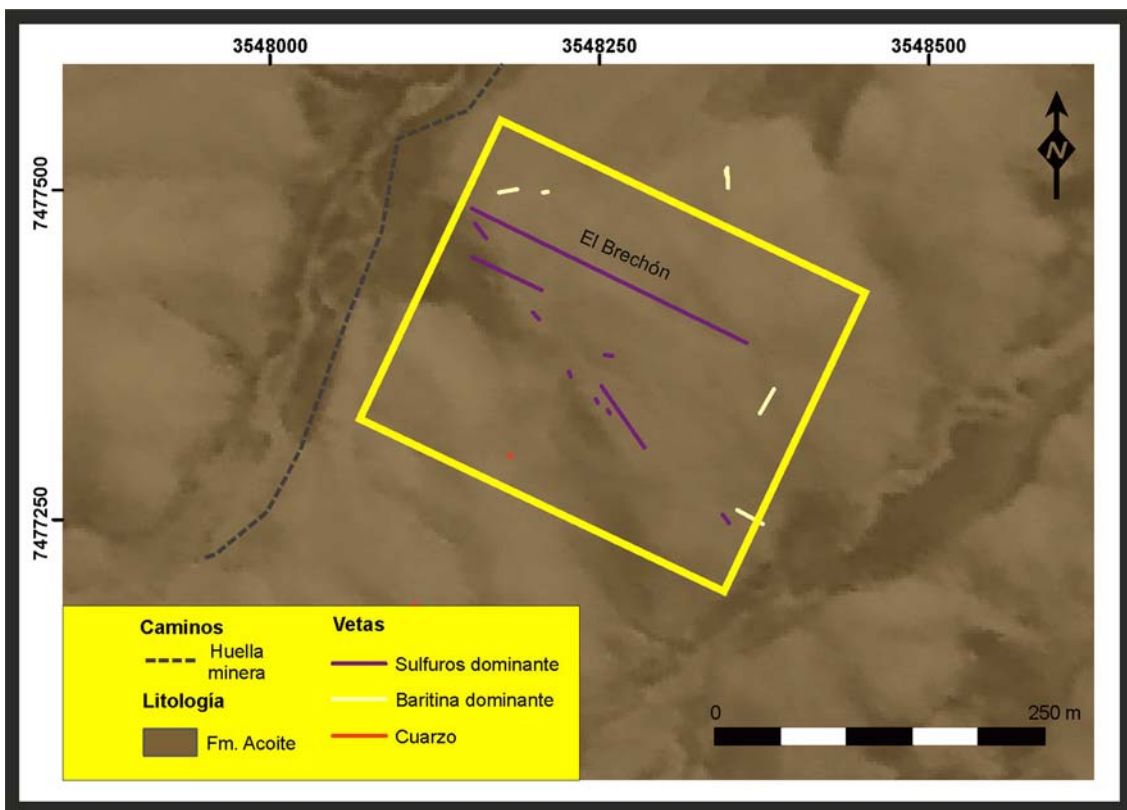 3548000 3548250 3548500
N
7477500
El Brechón
7477250
Caminos
Huella
minera
Litología
Fm. Acoite
Vetas
Sulfuros dominante
Baritina dominante
Cuarzo
0 250 m